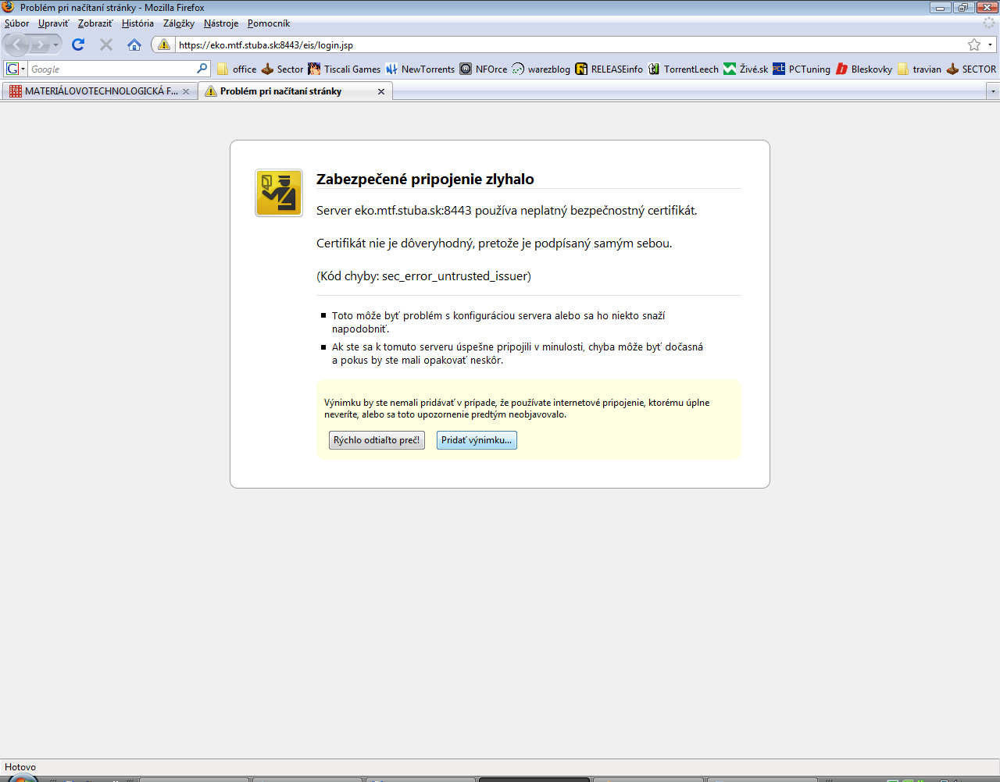 Problém pri načítaní stránky - Mozilla Firefox
Súbor Upraviť Zobraziť História Záložky Nástroje Pomocník
https://eko.mtf.stuba.sk:8443/eis/login.jsp
G Google office Sector Tiscali Games NewTorrents NFOrce warezblog RELEASEinfo TorrentLeech Živé.sk PCTuning Bleskovky travian SECTOR
MATERIÁLOVOTECHNOLOGICKÁ F... Problém pri načítaní stránky
Zabezpečené pripojenie zlyhalo
Server eko.mtf.stuba.sk:8443 používa neplatný bezpečnostný certifikát.
Certifikát nie je dôveryhodný, pretože je podpísaný samým sebou.
(Kód chyby: sec_error_untrusted_issuer)
Toto môže byť problém s konfiguráciou servera alebo sa ho niekto snaží
napodobniť.
Ak ste sa k tomuto serveru úspešne pripojili v minulosti, chyba môže byť dočasná
a pokus by ste mali opakovať neskôr.
Výnimku by ste nemali pridávať v prípade, že používate internetové pripojenie, ktorému úplne
neveríte, alebo sa toto upozornenie predtým neobjavovalo.
Rýchlo odtiaľto preč! Pridať výnimku...
Hotovo